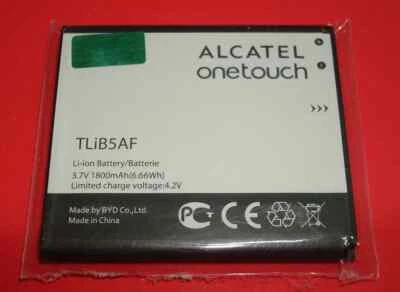 ALCATEL
onetouch
TLiB5AF
Li-ion Battery/Batterie
3.7V 1800mAh(6.66Wh)
Limited charge voltage:4.2V
Made by BYD Co.,Ltd.
Made in China